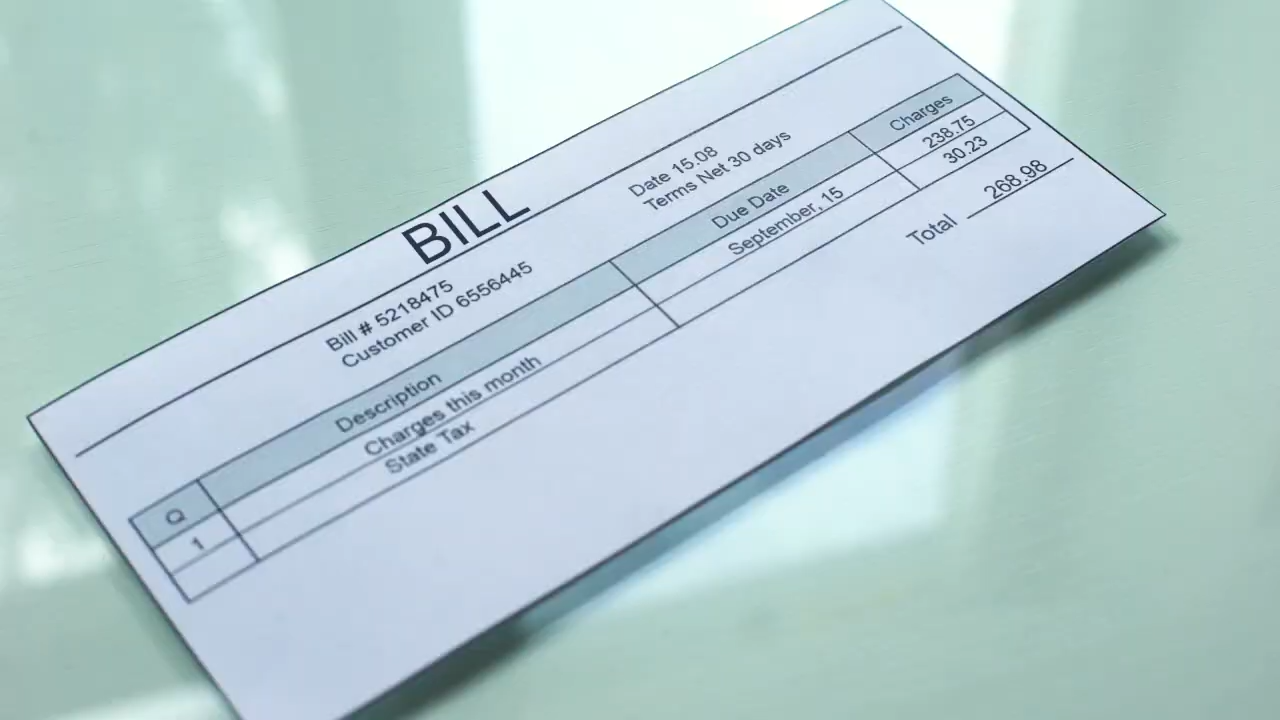 BILL
Bill # 5218475 Date 15.08
Customer ID 6556445 Terms Net 30 days
Q Description Due Date Charges
1 Charges this month September, 15 238.75
State Tax 30.23
Total 268.98